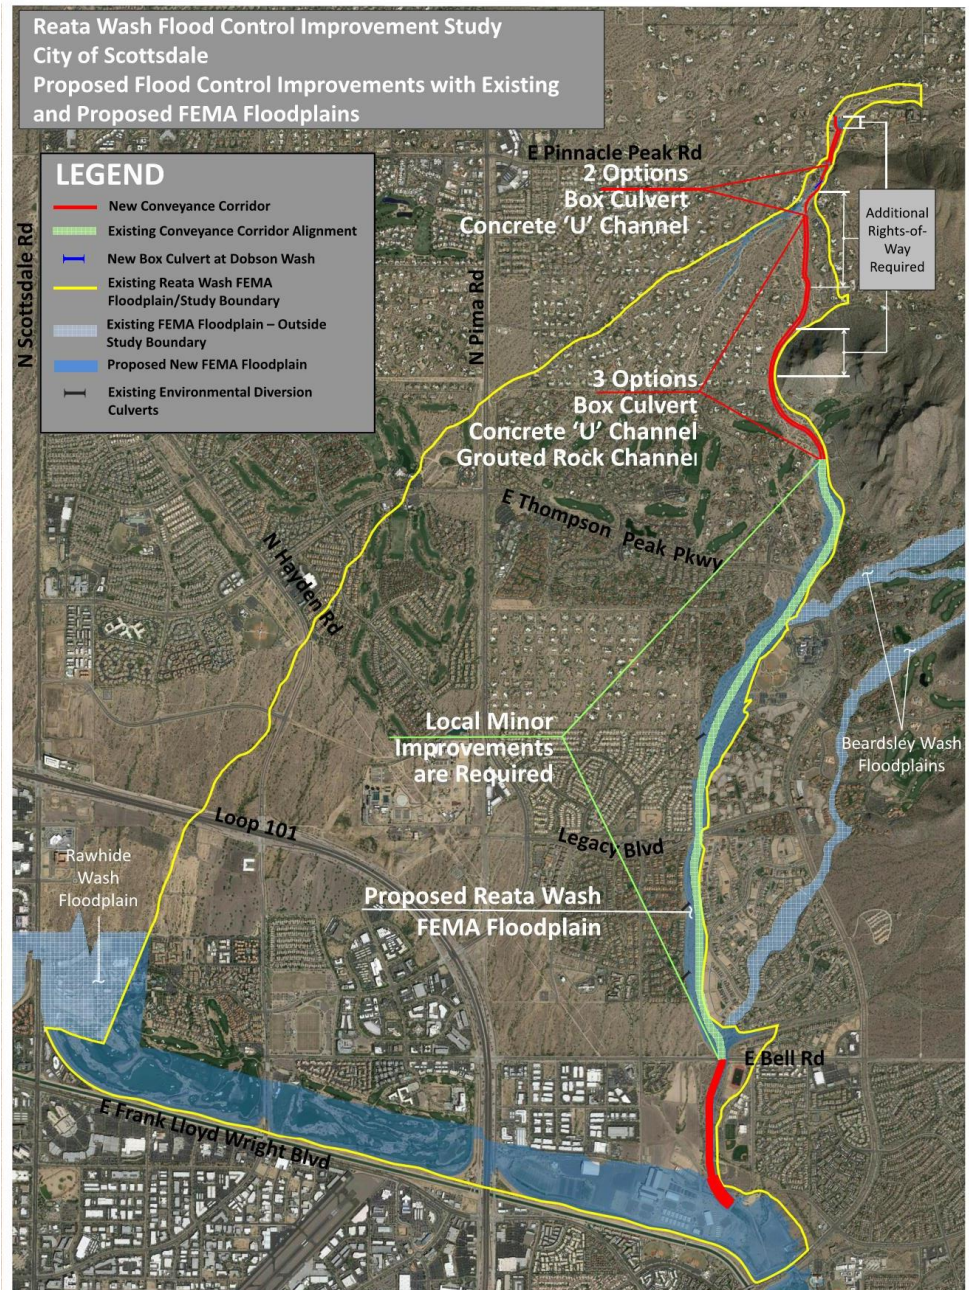 Reata Wash Flood Control Improvement Study
City of Scottsdale
Proposed Flood Control Improvements with Existing
and Proposed FEMA Floodplains
LEGEND
New Conveyance Corridor
Existing Conveyance Corridor Alignment
New Box Culvert at Dobson Wash
Existing Reata Wash FEMA
Floodplain/Study Boundary
Existing FEMA Floodplain – Outside
Study Boundary
Proposed New FEMA Floodplain
Existing Environmental Diversion
Culverts
N Scottsdale Rd
N Pima Rd
E Pinnacle Peak Rd
2 Options
Box Culvert
Concrete ‘U’ Channel
Additional
Rights-of-
Way
Required
3 Options
Box Culvert
Concrete ‘U’ Channel
Grouted Rock Channel
E Thompson Peak Pkwy
N Hayden Rd
Local Minor
Improvements
are Required
Beardsley Wash
Floodplains
Loop 101
Legacy Blvd
Rawhide
Wash
Floodplain
Proposed Reata Wash
FEMA Floodplain
E Bell Rd
E Frank Lloyd Wright Blvd